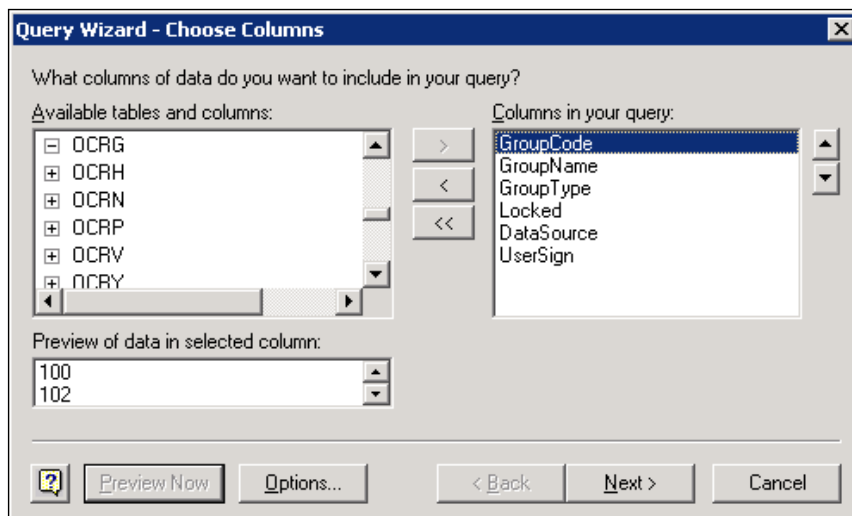 Query Wizard - Choose Columns
What columns of data do you want to include in your query?
Available tables and columns:
OCRG
OCRH
OCRN
OCRP
OCRV
OCRY
>
<
<<
Columns in your query:
GroupCode
GroupName
GroupType
Locked
DataSource
UserSign
Preview of data in selected column:
100
102
Preview Now
Options...
< Back
Next >
Cancel